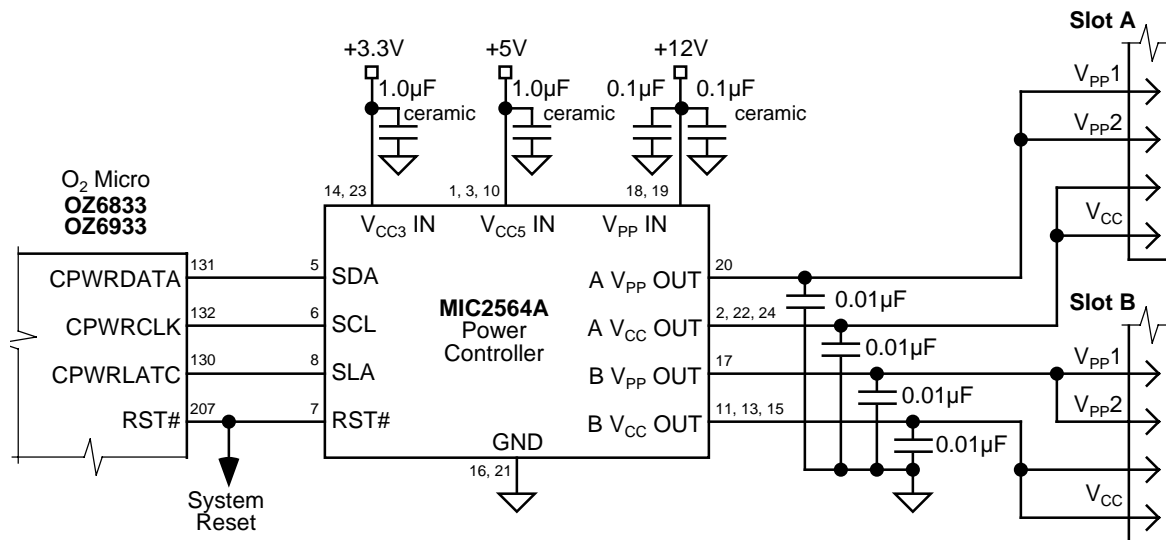 Slot A
+3.3V
+5V
+12V
1.0µF
ceramic
1.0µF
ceramic
0.1µF
0.1µF
ceramic
VPP1
VPP2
VCC
O2 Micro
OZ6833
OZ6933
14, 23
1, 3, 10
18, 19
VCC3 IN
VCC5 IN
VPP IN
CPWRDATA
131
5
SDA
CPWRCLK
132
6
SCL
CPWRLATC
130
8
SLA
RST#
207
7
RST#
MIC2564A
Power
Controller
A VPP OUT
20
A VCC OUT
2, 22, 24
B VPP OUT
17
B VCC OUT
11, 13, 15
GND
16, 21
System
Reset
0.01µF
0.01µF
0.01µF
0.01µF
Slot B
VPP1
VPP2
VCC